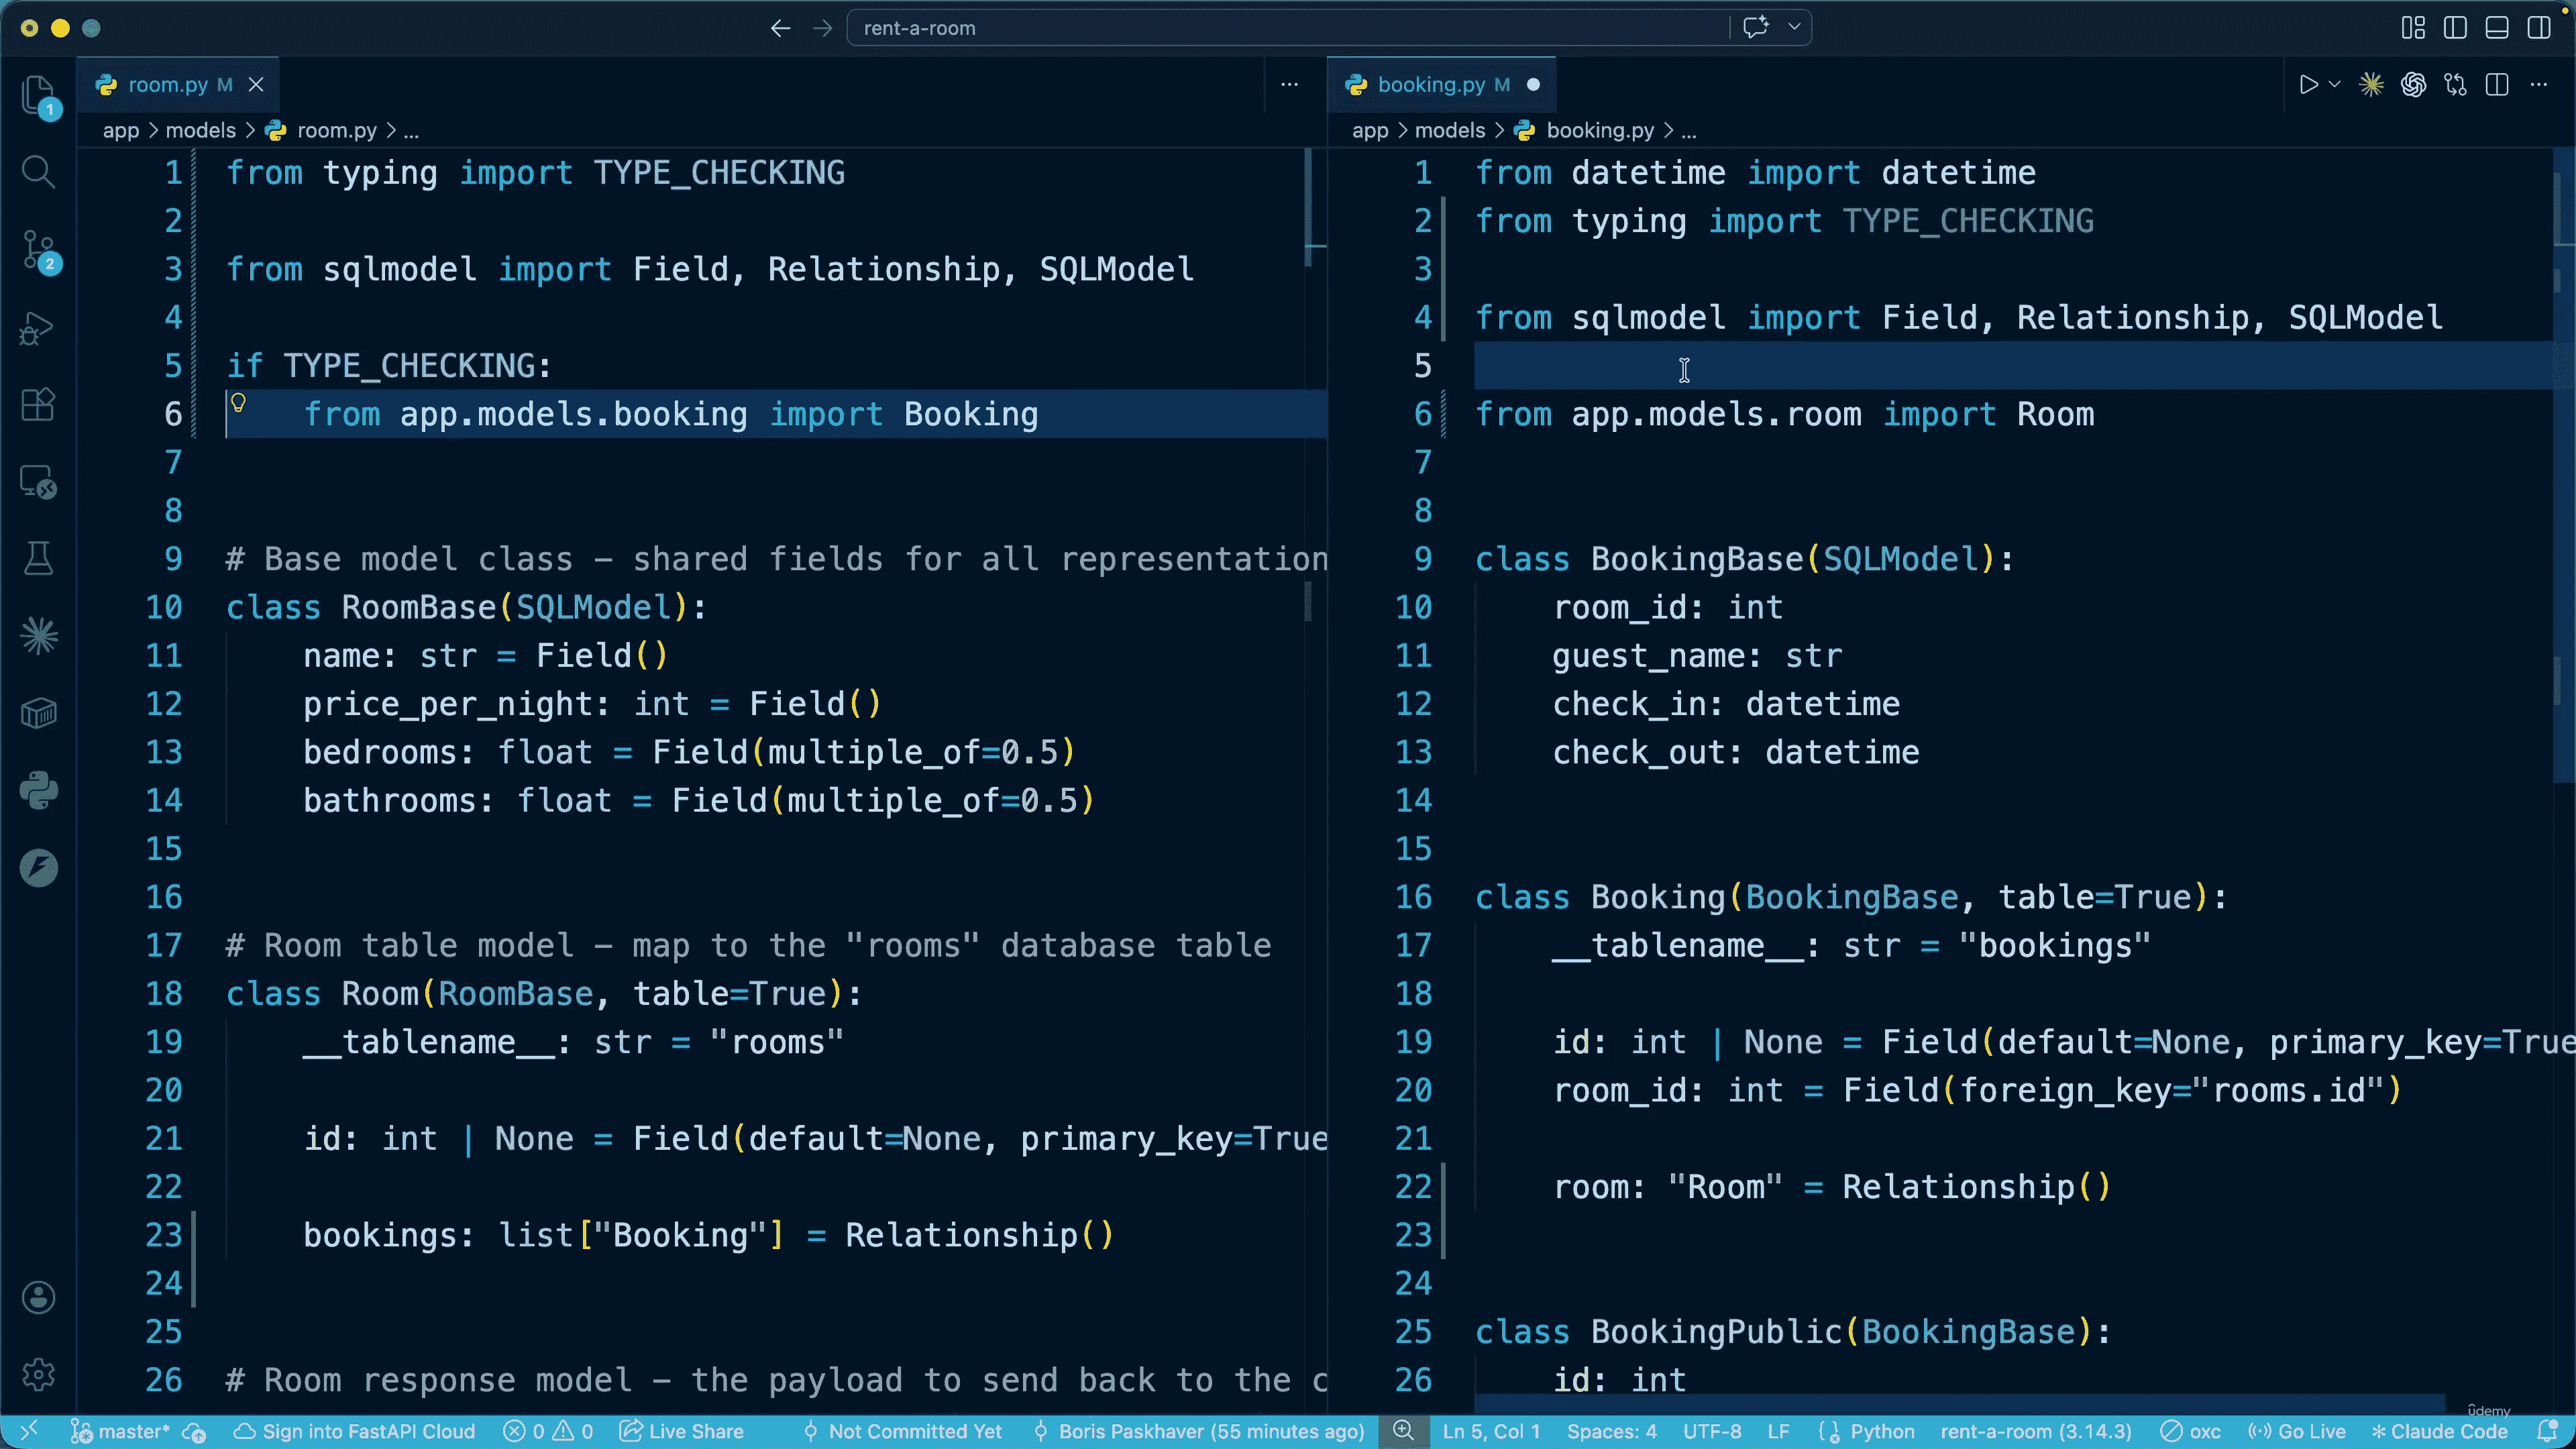 rent-a-room
room.py M
booking.py M
app > models > room.py > ...
app > models > booking.py > ...
1 from typing import TYPE_CHECKING
2
3 from sqlmodel import Field, Relationship, SQLModel
4
5 if TYPE_CHECKING:
6 from app.models.booking import Booking
7
8
9 # Base model class – shared fields for all representation
10 class RoomBase(SQLModel):
11 name: str = Field()
12 price_per_night: int = Field()
13 bedrooms: float = Field(multiple_of=0.5)
14 bathrooms: float = Field(multiple_of=0.5)
15
16
17 # Room table model – map to the "rooms" database table
18 class Room(RoomBase, table=True):
19 __tablename__: str = "rooms"
20
21 id: int | None = Field(default=None, primary_key=True
22
23 bookings: list["Booking"] = Relationship()
24
25
26 # Room response model – the payload to send back to the c
1 from datetime import datetime
2 from typing import TYPE_CHECKING
3
4 from sqlmodel import Field, Relationship, SQLModel
5
6 from app.models.room import Room
7
8
9 class BookingBase(SQLModel):
10 room_id: int
11 guest_name: str
12 check_in: datetime
13 check_out: datetime
14
15
16 class Booking(BookingBase, table=True):
17 __tablename__: str = "bookings"
18
19 id: int | None = Field(default=None, primary_key=True
20 room_id: int = Field(foreign_key="rooms.id")
21
22 room: "Room" = Relationship()
23
24
25 class BookingPublic(BookingBase):
26 id: int
1
2
udemy
master* Sign into FastAPI Cloud 0 0 Live Share Not Committed Yet Boris Paskhaver (55 minutes ago) Ln 5, Col 1 Spaces: 4 UTF-8 LF Python rent-a-room (3.14.3) oxc Go Live Claude Code